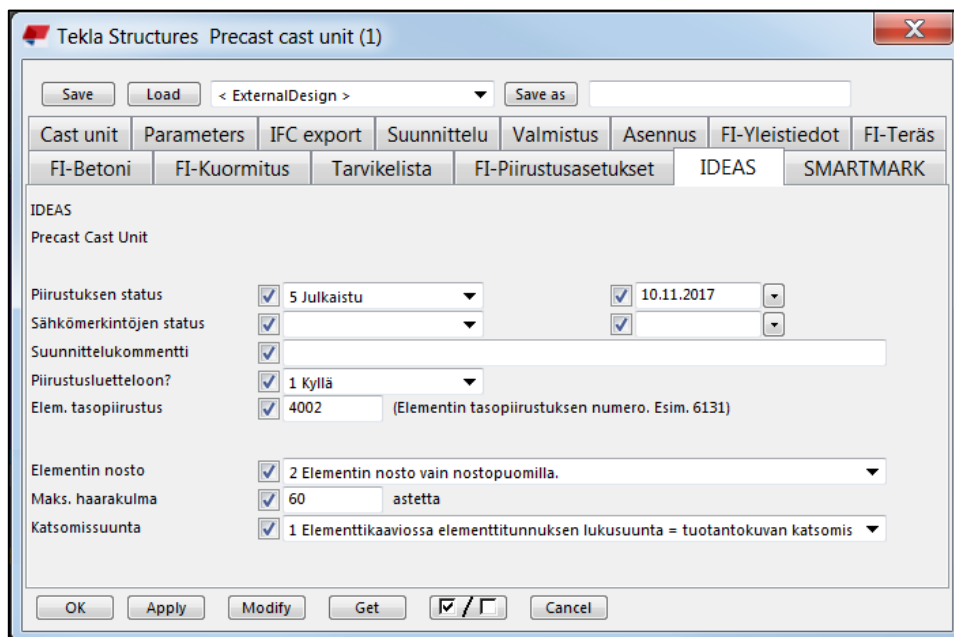 Tekla Structures Precast cast unit (1)
Save Load < ExternalDesign > Save as
Cast unit Parameters IFC export Suunnittelu Valmistus Asennus FI-Yleistiedot FI-Teräs
FI-Betoni FI-Kuormitus Tarvikelista FI-Piirustusasetukset IDEAS SMARTMARK
IDEAS
Precast Cast Unit
Piirustuksen status 5 Julkaistu 10.11.2017
Sähkömerkintöjen status
Suunnittelukommentti
Piirustusluetteloon? 1 Kyllä
Elem. tasopiirustus 4002 (Elementin tasopiirustuksen numero. Esim. 6131)
Elementin nosto 2 Elementin nosto vain nostopuomilla.
Maks. haarakulma 60 astetta
Katsomissuunta 1 Elementtikaaviossa elementtitunnuksen lukusuunta = tuotantokuvan katsomis
OK Apply Modify Get / Cancel